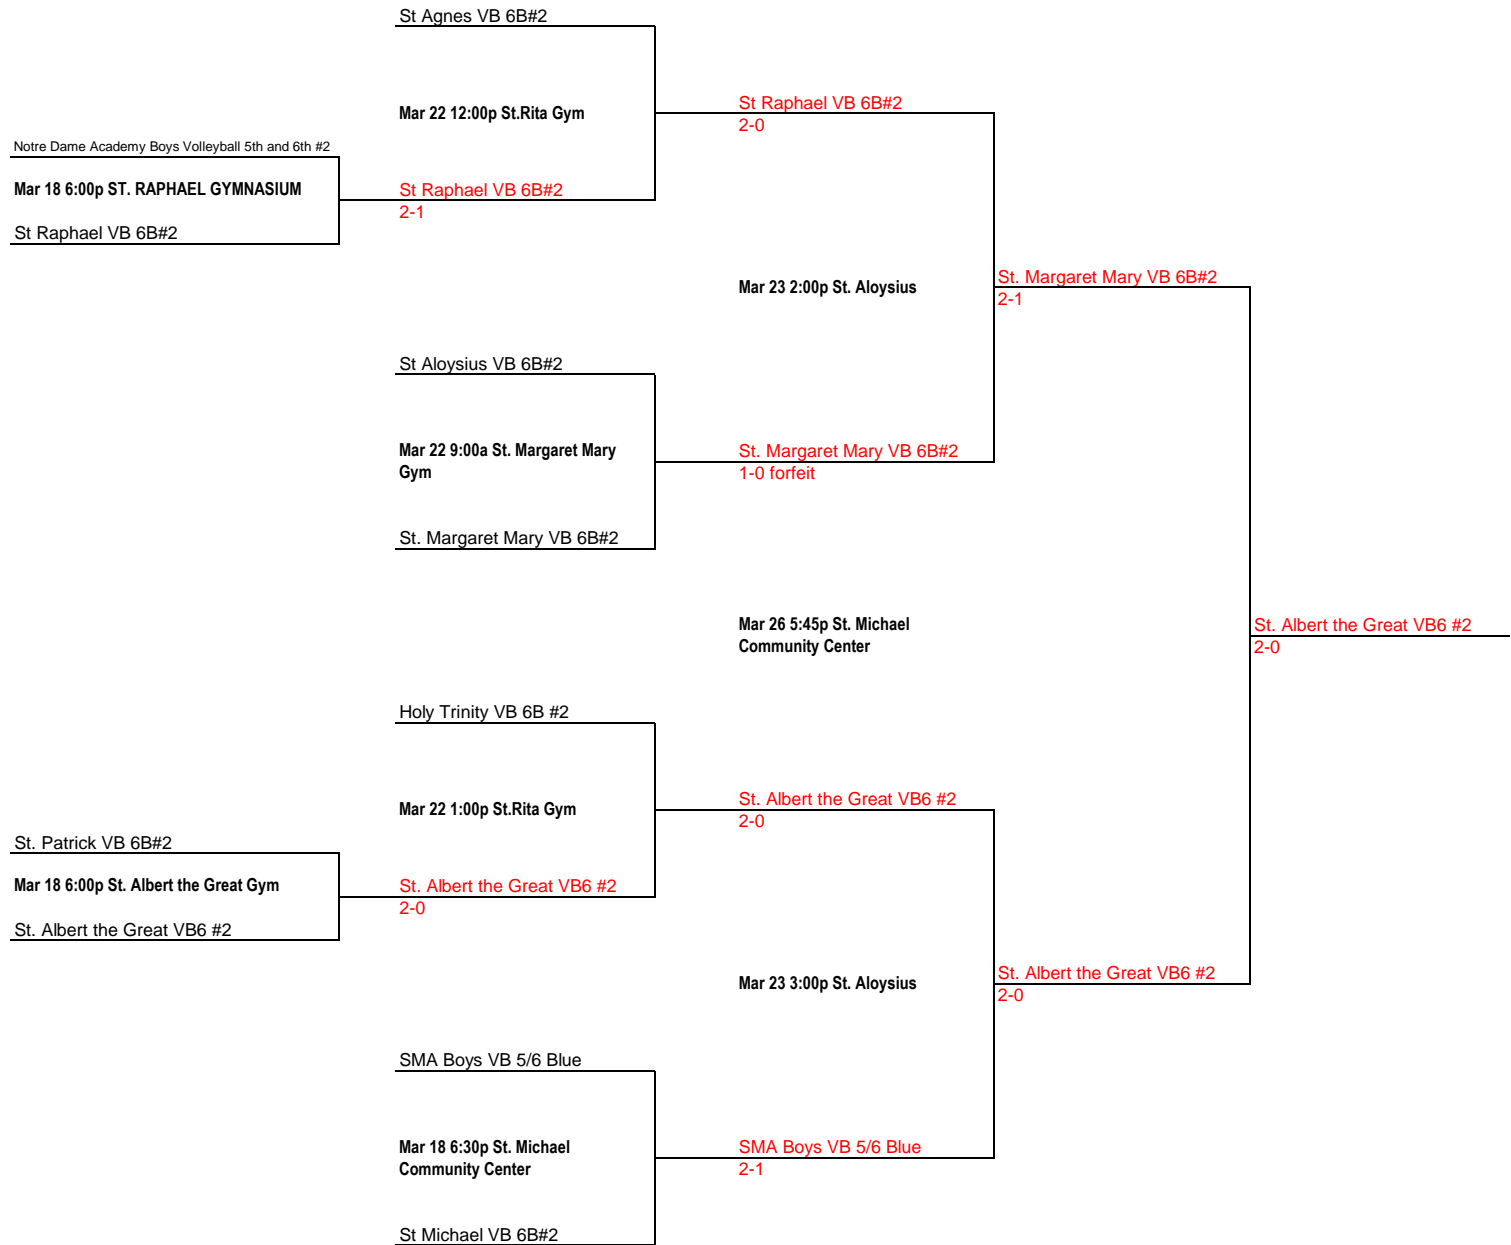 St Agnes VB 6B#2
Mar 22 12:00p St.Rita Gym
St Raphael VB 6B#2
2-0
Notre Dame Academy Boys Volleyball 5th and 6th #2
Mar 18 6:00p ST. RAPHAEL GYMNASIUM
St Raphael VB 6B#2
2-1
St Raphael VB 6B#2
Mar 23 2:00p St. Aloysius
St. Margaret Mary VB 6B#2
2-1
St Aloysius VB 6B#2
Mar 22 9:00a St. Margaret Mary
Gym
St. Margaret Mary VB 6B#2
1-0 forfeit
St. Margaret Mary VB 6B#2
Mar 26 5:45p St. Michael
Community Center
St. Albert the Great VB6 #2
2-0
Holy Trinity VB 6B #2
Mar 22 1:00p St.Rita Gym
St. Albert the Great VB6 #2
2-0
St. Patrick VB 6B#2
Mar 18 6:00p St. Albert the Great Gym
St. Albert the Great VB6 #2
2-0
St. Albert the Great VB6 #2
Mar 23 3:00p St. Aloysius
St. Albert the Great VB6 #2
2-0
SMA Boys VB 5/6 Blue
Mar 18 6:30p St. Michael
Community Center
SMA Boys VB 5/6 Blue
2-1
St Michael VB 6B#2